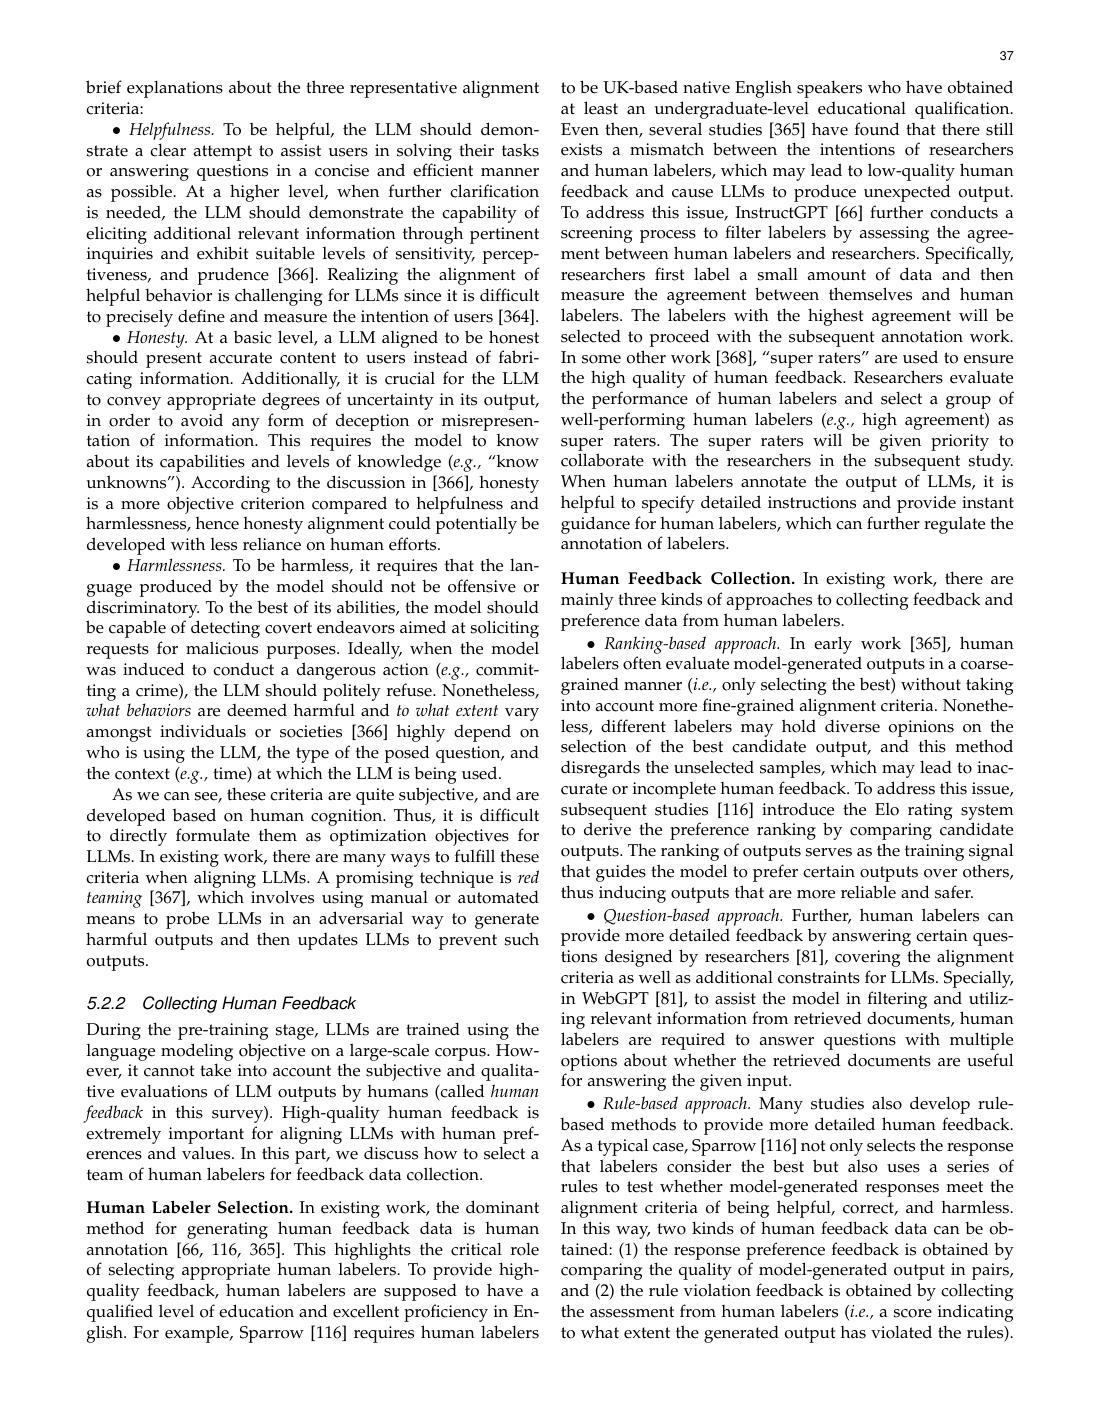 37
brief explanations about the three representative alignment
criteria:
• Helpfulness. To be helpful, the LLM should demon-
strate a clear attempt to assist users in solving their tasks
or answering questions in a concise and efficient manner
as possible. At a higher level, when further clarification
is needed, the LLM should demonstrate the capability of
eliciting additional relevant information through pertinent
inquiries and exhibit suitable levels of sensitivity, percep-
tiveness, and prudence [366]. Realizing the alignment of
helpful behavior is challenging for LLMs since it is difficult
to precisely define and measure the intention of users [364].
• Honesty. At a basic level, a LLM aligned to be honest
should present accurate content to users instead of fabri-
cating information. Additionally, it is crucial for the LLM
to convey appropriate degrees of uncertainty in its output,
in order to avoid any form of deception or misrepresen-
tation of information. This requires the model to know
about its capabilities and levels of knowledge (e.g., “know
unknowns”). According to the discussion in [366], honesty
is a more objective criterion compared to helpfulness and
harmlessness, hence honesty alignment could potentially be
developed with less reliance on human efforts.
• Harmlessness. To be harmless, it requires that the lan-
guage produced by the model should not be offensive or
discriminatory. To the best of its abilities, the model should
be capable of detecting covert endeavors aimed at soliciting
requests for malicious purposes. Ideally, when the model
was induced to conduct a dangerous action (e.g., commit-
ting a crime), the LLM should politely refuse. Nonetheless,
what behaviors are deemed harmful and to what extent vary
amongst individuals or societies [366] highly depend on
who is using the LLM, the type of the posed question, and
the context (e.g., time) at which the LLM is being used.
As we can see, these criteria are quite subjective, and are
developed based on human cognition. Thus, it is difficult
to directly formulate them as optimization objectives for
LLMs. In existing work, there are many ways to fulfill these
criteria when aligning LLMs. A promising technique is red
teaming [367], which involves using manual or automated
means to probe LLMs in an adversarial way to generate
harmful outputs and then updates LLMs to prevent such
outputs.
5.2.2 Collecting Human Feedback
During the pre-training stage, LLMs are trained using the
language modeling objective on a large-scale corpus. How-
ever, it cannot take into account the subjective and qualita-
tive evaluations of LLM outputs by humans (called human
feedback in this survey). High-quality human feedback is
extremely important for aligning LLMs with human pref-
erences and values. In this part, we discuss how to select a
team of human labelers for feedback data collection.
Human Labeler Selection. In existing work, the dominant
method for generating human feedback data is human
annotation [66, 116, 365]. This highlights the critical role
of selecting appropriate human labelers. To provide high-
quality feedback, human labelers are supposed to have a
qualified level of education and excellent proficiency in En-
glish. For example, Sparrow [116] requires human labelers
to be UK-based native English speakers who have obtained
at least an undergraduate-level educational qualification.
Even then, several studies [365] have found that there still
exists a mismatch between the intentions of researchers
and human labelers, which may lead to low-quality human
feedback and cause LLMs to produce unexpected output.
To address this issue, InstructGPT [66] further conducts a
screening process to filter labelers by assessing the agree-
ment between human labelers and researchers. Specifically,
researchers first label a small amount of data and then
measure the agreement between themselves and human
labelers. The labelers with the highest agreement will be
selected to proceed with the subsequent annotation work.
In some other work [368], “super raters” are used to ensure
the high quality of human feedback. Researchers evaluate
the performance of human labelers and select a group of
well-performing human labelers (e.g., high agreement) as
super raters. The super raters will be given priority to
collaborate with the researchers in the subsequent study.
When human labelers annotate the output of LLMs, it is
helpful to specify detailed instructions and provide instant
guidance for human labelers, which can further regulate the
annotation of labelers.
Human Feedback Collection. In existing work, there are
mainly three kinds of approaches to collecting feedback and
preference data from human labelers.
• Ranking-based approach. In early work [365], human
labelers often evaluate model-generated outputs in a coarse-
grained manner (i.e., only selecting the best) without taking
into account more fine-grained alignment criteria. Nonethe-
less, different labelers may hold diverse opinions on the
selection of the best candidate output, and this method
disregards the unselected samples, which may lead to inac-
curate or incomplete human feedback. To address this issue,
subsequent studies [116] introduce the Elo rating system
to derive the preference ranking by comparing candidate
outputs. The ranking of outputs serves as the training signal
that guides the model to prefer certain outputs over others,
thus inducing outputs that are more reliable and safer.
• Question-based approach. Further, human labelers can
provide more detailed feedback by answering certain ques-
tions designed by researchers [81], covering the alignment
criteria as well as additional constraints for LLMs. Specially,
in WebGPT [81], to assist the model in filtering and utiliz-
ing relevant information from retrieved documents, human
labelers are required to answer questions with multiple
options about whether the retrieved documents are useful
for answering the given input.
• Rule-based approach. Many studies also develop rule-
based methods to provide more detailed human feedback.
As a typical case, Sparrow [116] not only selects the response
that labelers consider the best but also uses a series of
rules to test whether model-generated responses meet the
alignment criteria of being helpful, correct, and harmless.
In this way, two kinds of human feedback data can be ob-
tained: (1) the response preference feedback is obtained by
comparing the quality of model-generated output in pairs,
and (2) the rule violation feedback is obtained by collecting
the assessment from human labelers (i.e., a score indicating
to what extent the generated output has violated the rules).